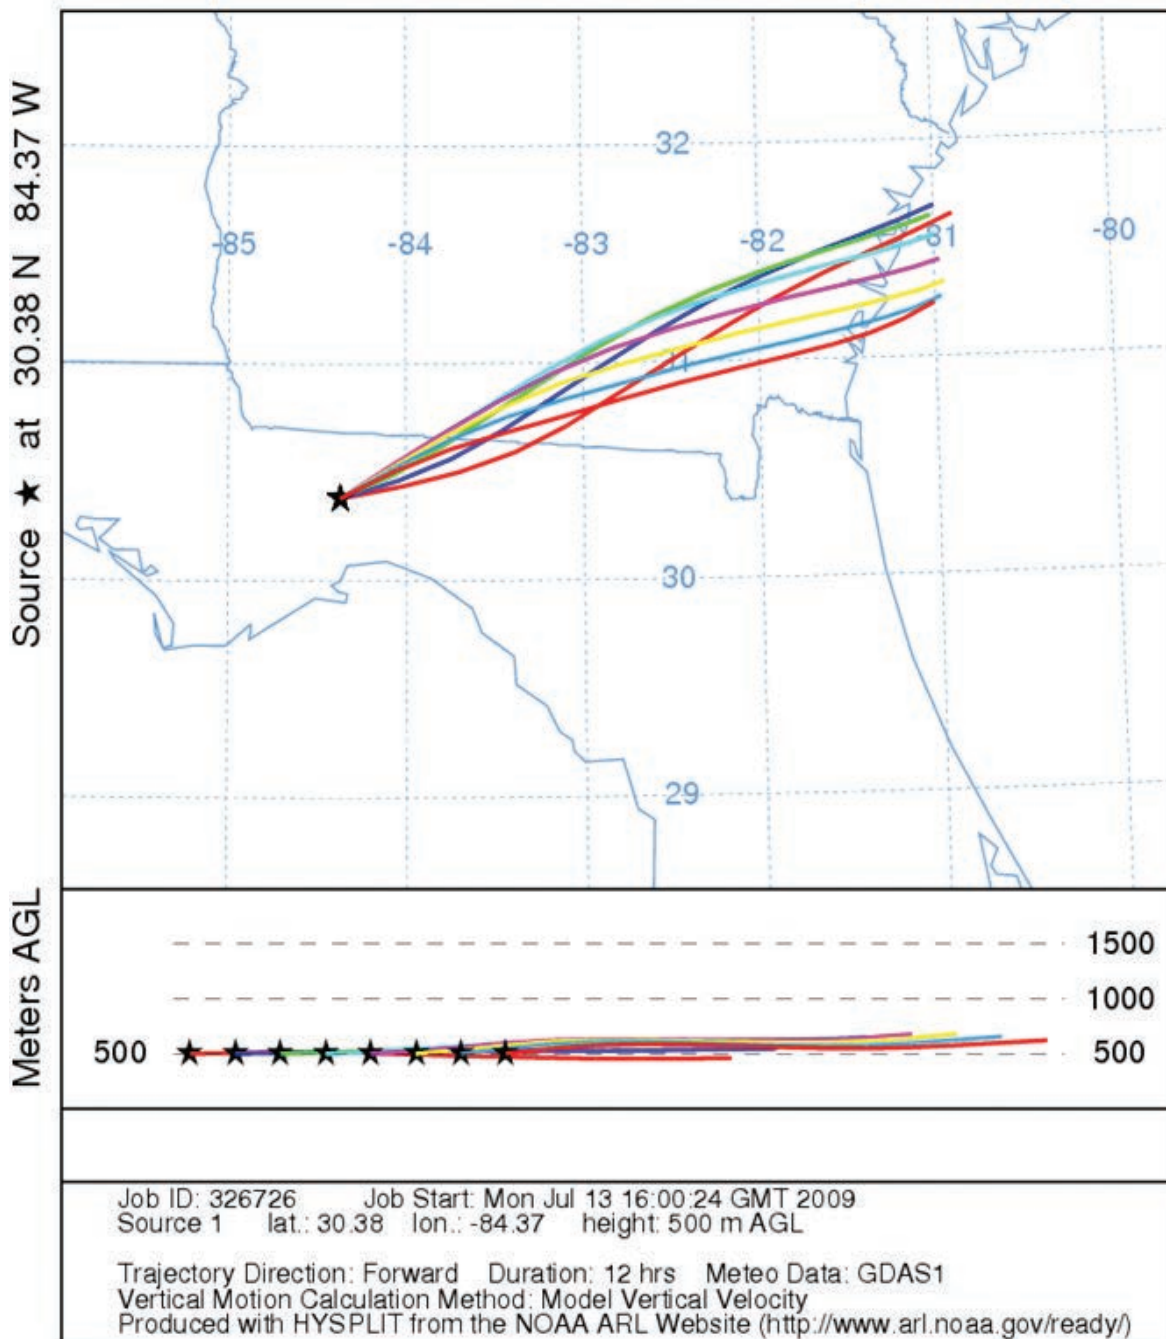 Source ★ at 30.38 N 84.37 W
32
-85 -84 -83 -82 -81 -80
30
29
Meters AGL
1500
1000
500 500
Job ID: 326726 Job Start: Mon Jul 13 16:00:24 GMT 2009
Source 1 lat.: 30.38 lon.: -84.37 height: 500 m AGL
Trajectory Direction: Forward Duration: 12 hrs Meteo Data: GDAS1
Vertical Motion Calculation Method: Model Vertical Velocity
Produced with HYSPLIT from the NOAA ARL Website (http://www.arl.noaa.gov/ready/)